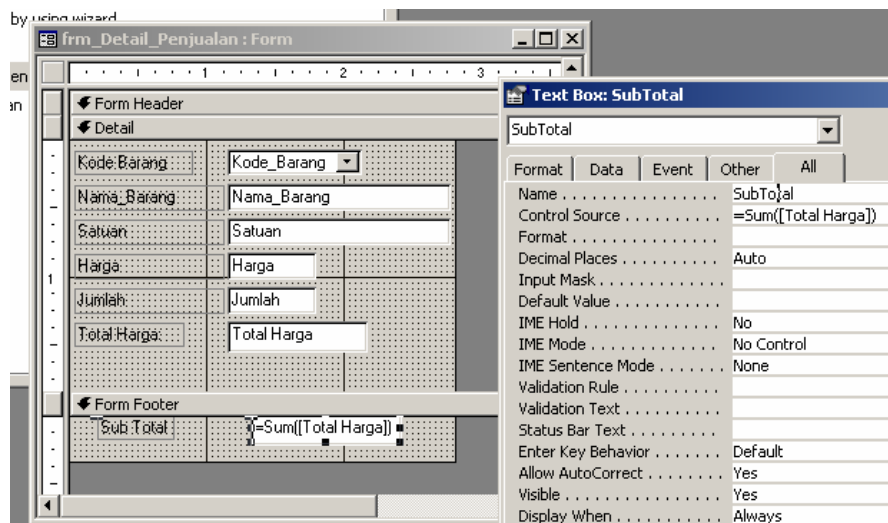 by using wizard
en
an
frm_Detail_Penjualan : Form
1 2 3
Form Header
Detail
Kode Barang Kode_Barang
Nama_Barang Nama_Barang
Satuan Satuan
Harga Harga
1
Jumlah Jumlah
Total Harga Total Harga
Form Footer
Sub Total =Sum([Total Harga])
Text Box: SubTotal
SubTotal
Format Data Event Other All
Name . . . . . . . . . . . . . . . . SubTotal
Control Source . . . . . . . . . . =Sum([Total Harga])
Format . . . . . . . . . . . . . . .
Decimal Places . . . . . . . . . . Auto
Input Mask . . . . . . . . . . . . .
Default Value . . . . . . . . . . .
IME Hold . . . . . . . . . . . . . . No
IME Mode . . . . . . . . . . . . . No Control
IME Sentence Mode . . . . . . . None
Validation Rule . . . . . . . . . .
Validation Text . . . . . . . . . .
Status Bar Text . . . . . . . . .
Enter Key Behavior . . . . . . . Default
Allow AutoCorrect . . . . . . . . Yes
Visible . . . . . . . . . . . . . . . . Yes
Display When . . . . . . . . . . . Always